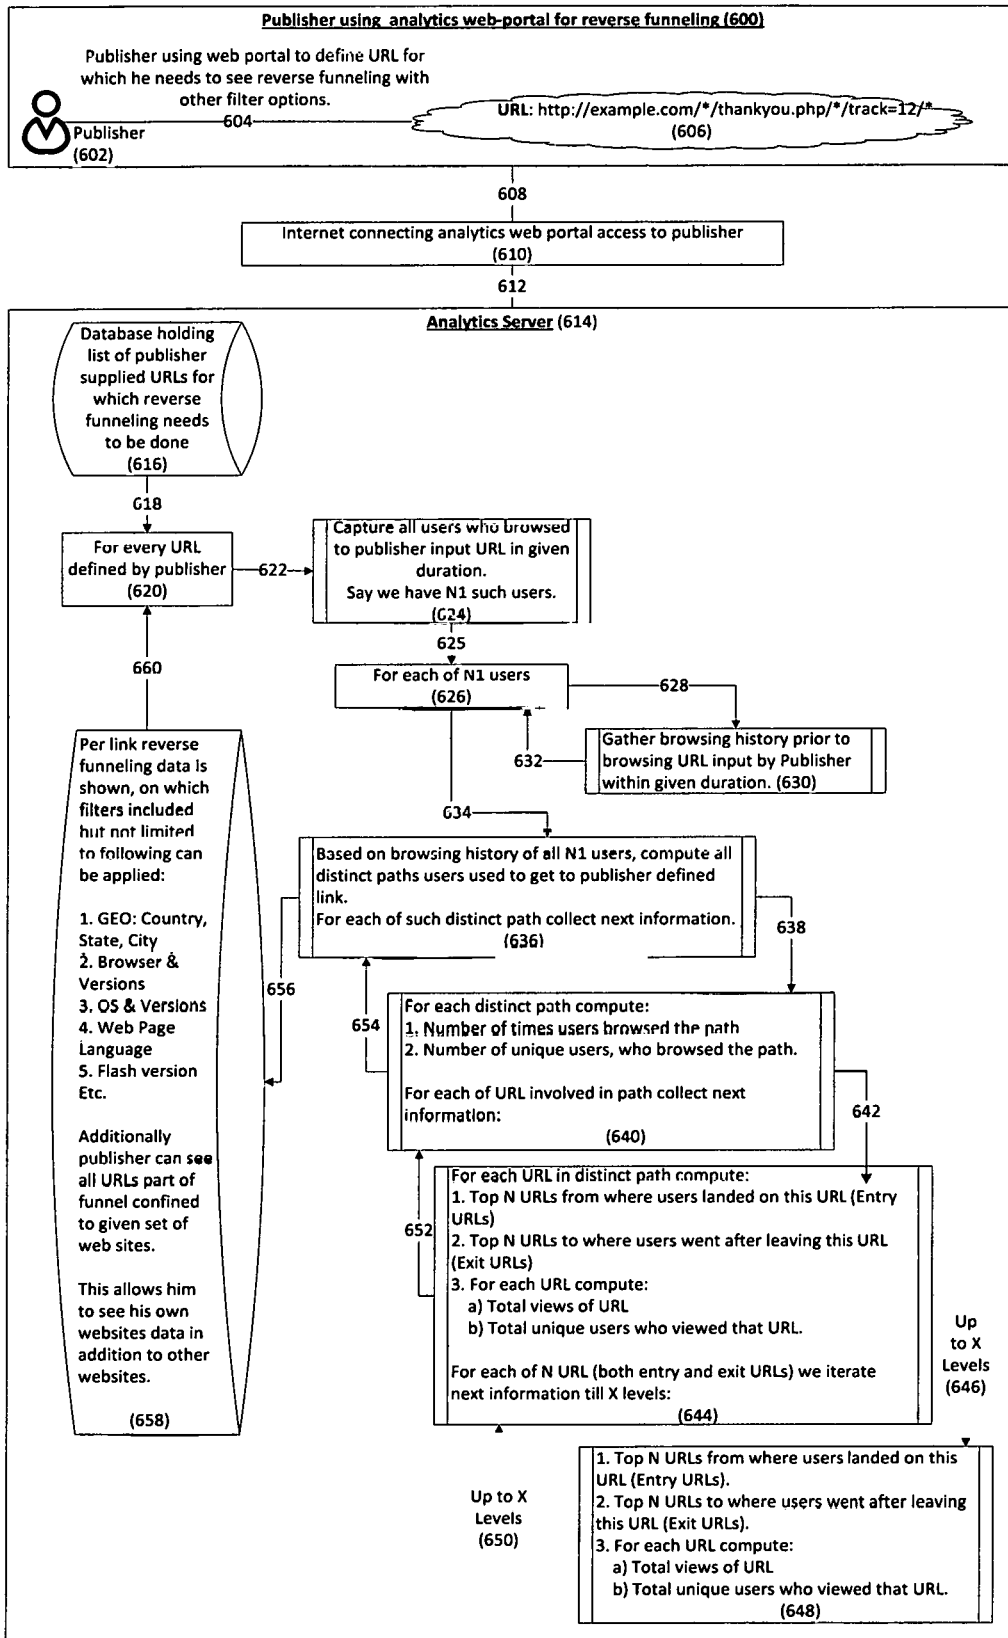 Publisher using analytics web-portal for reverse funneling (600)
Publisher using web portal to define URL for
which he needs to see reverse funneling with
other filter options.
604
Publisher
(602)
URL: http://example.com/*/thankyou.php/*/track=12/*
(606)
608
Internet connecting analytics web portal access to publisher
(610)
612
Analytics Server (614)
Database holding
list of publisher
supplied URLs for
which reverse
funneling needs
to be done
(616)
618
For every URL
defined by publisher
(620)
622
Capture all users who browsed
to publisher input URL in given
duration.
Say we have N1 such users.
(624)
625
660
For each of N1 users
(626)
628
632
Gather browsing history prior to
browsing URL input by Publisher
within given duration. (630)
634
Per link reverse
funneling data is
shown, on which
filters included
but not limited
to following can
be applied:
1. GEO: Country,
State, City
2. Browser &
Versions
3. OS & Versions
4. Web Page
Language
5. Flash version
Etc.
Additionally
publisher can see
all URLs part of
funnel confined
to given set of
web sites.
This allows him
to see his own
websites data in
addition to other
websites.
(658)
656
Based on browsing history of all N1 users, compute all
distinct paths users used to get to publisher defined
link.
For each of such distinct path collect next information.
(636)
638
654
For each distinct path compute:
1. Number of times users browsed the path
2. Number of unique users, who browsed the path.
For each of URL involved in path collect next
information:
(640)
642
652
For each URL in distinct path compute:
1. Top N URLs from where users landed on this URL (Entry
URLs)
2. Top N URLs to where users went after leaving this URL
(Exit URLs)
3. For each URL compute:
a) Total views of URL
b) Total unique users who viewed that URL.
For each of N URL (both entry and exit URLs) we iterate
next information till X levels:
(644)
Up
to X
Levels
(646)
Up to X
Levels
(650)
1. Top N URLs from where users landed on this
URL (Entry URLs).
2. Top N URLs to where users went after leaving
this URL (Exit URLs).
3. For each URL compute:
a) Total views of URL
b) Total unique users who viewed that URL.
(648)